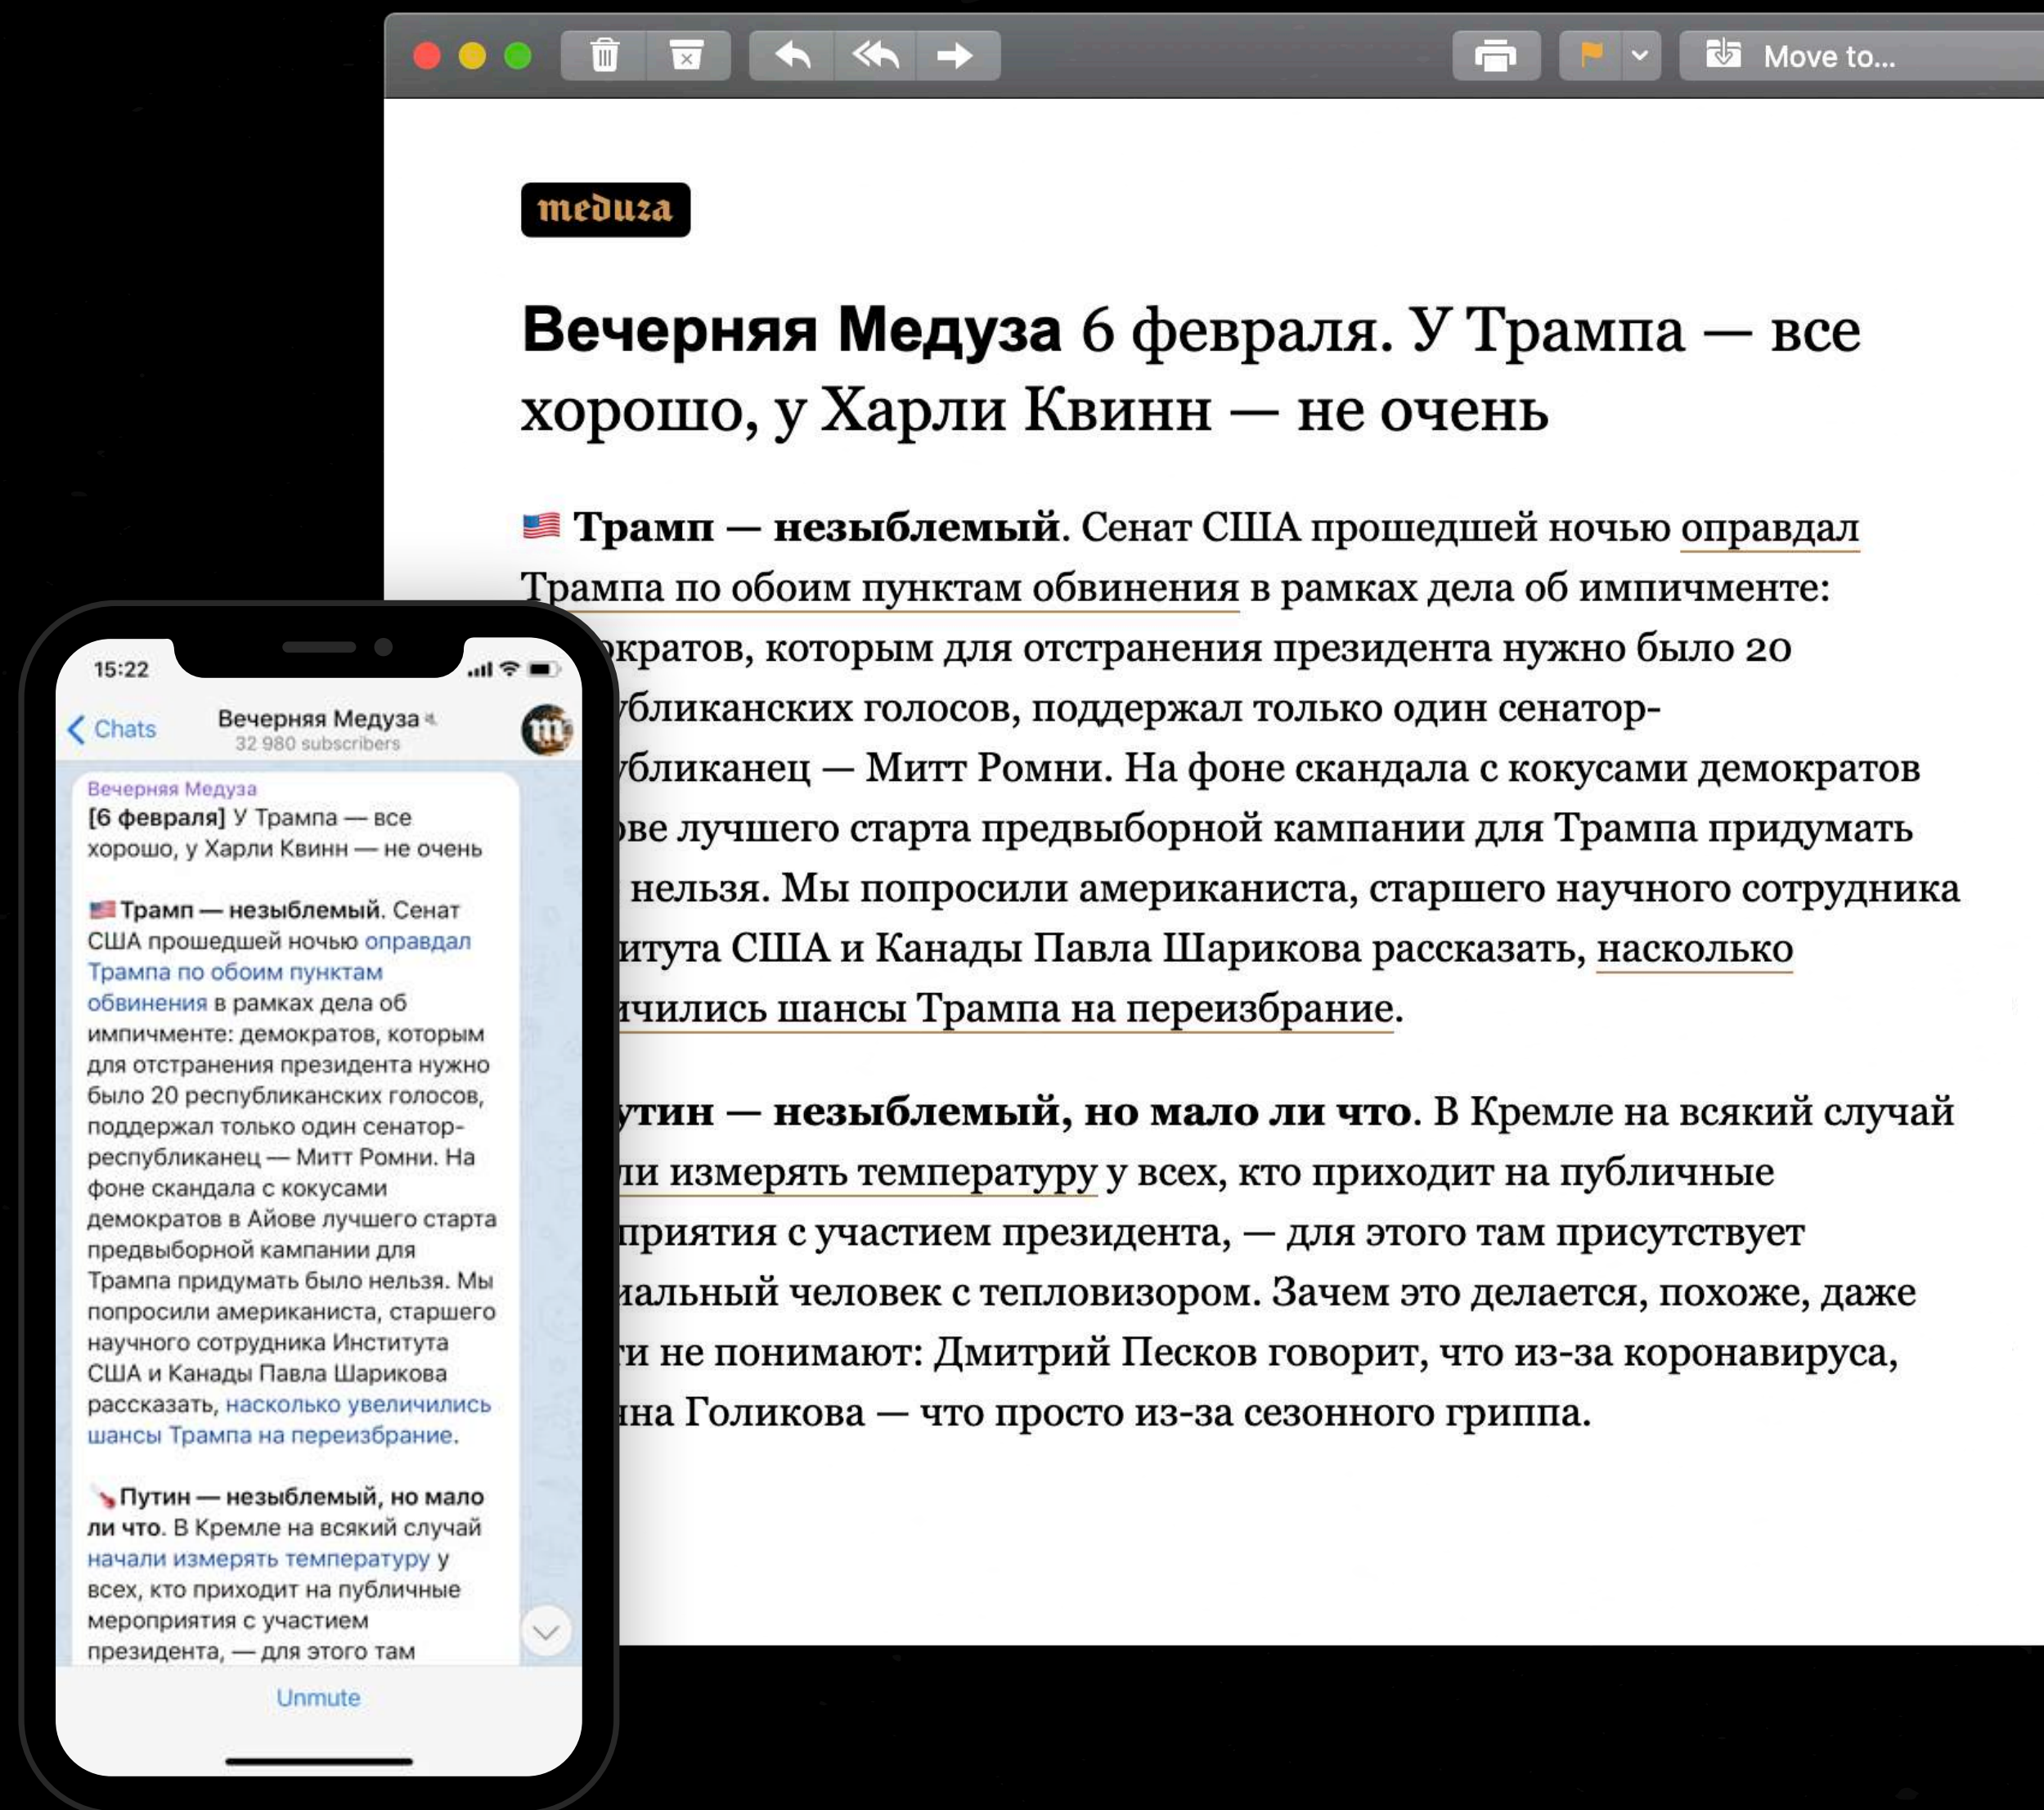 Move to...
meduza
Вечерняя Медуза 6 февраля. У Трампа — все
хорошо, у Харли Квинн — не очень
Трамп — незыблемый. Сенат США прошедшей ночью оправдал
Трампа по обоим пунктам обвинения в рамках дела об импичменте:
кратов, которым для отстранения президента нужно было 20
убликанских голосов, поддержал только один сенатор-
убликанец — Митт Ромни. На фоне скандала с кокусами демократов
ове лучшего старта предвыборной кампании для Трампа придумать
нельзя. Мы попросили американиста, старшего научного сотрудника
итута США и Канады Павла Шарикова рассказать, насколько
ичились шансы Трампа на переизбрание.
утин — незыблемый, но мало ли что. В Кремле на всякий случай
ли измерять температуру у всех, кто приходит на публичные
приятия с участием президента, — для этого там присутствует
иальный человек с тепловизором. Зачем это делается, похоже, даже
ти не понимают: Дмитрий Песков говорит, что из-за коронавируса,
на Голикова — что просто из-за сезонного гриппа.
15:22
Chats
Вечерняя Медуза
32 980 subscribers
m
Вечерняя Медуза
[6 февраля] У Трампа — все
хорошо, у Харли Квинн — не очень
Трамп — незыблемый. Сенат
США прошедшей ночью оправдал
Трампа по обоим пунктам
обвинения в рамках дела об
импичменте: демократов, которым
для отстранения президента нужно
было 20 республиканских голосов,
поддержал только один сенатор-
республиканец — Митт Ромни. На
фоне скандала с кокусами
демократов в Айове лучшего старта
предвыборной кампании для
Трампа придумать было нельзя. Мы
попросили американиста, старшего
научного сотрудника Института
США и Канады Павла Шарикова
рассказать, насколько увеличились
шансы Трампа на переизбрание.
Путин — незыблемый, но мало
ли что. В Кремле на всякий случай
начали измерять температуру у
всех, кто приходит на публичные
мероприятия с участием
президента, — для этого там
Unmute